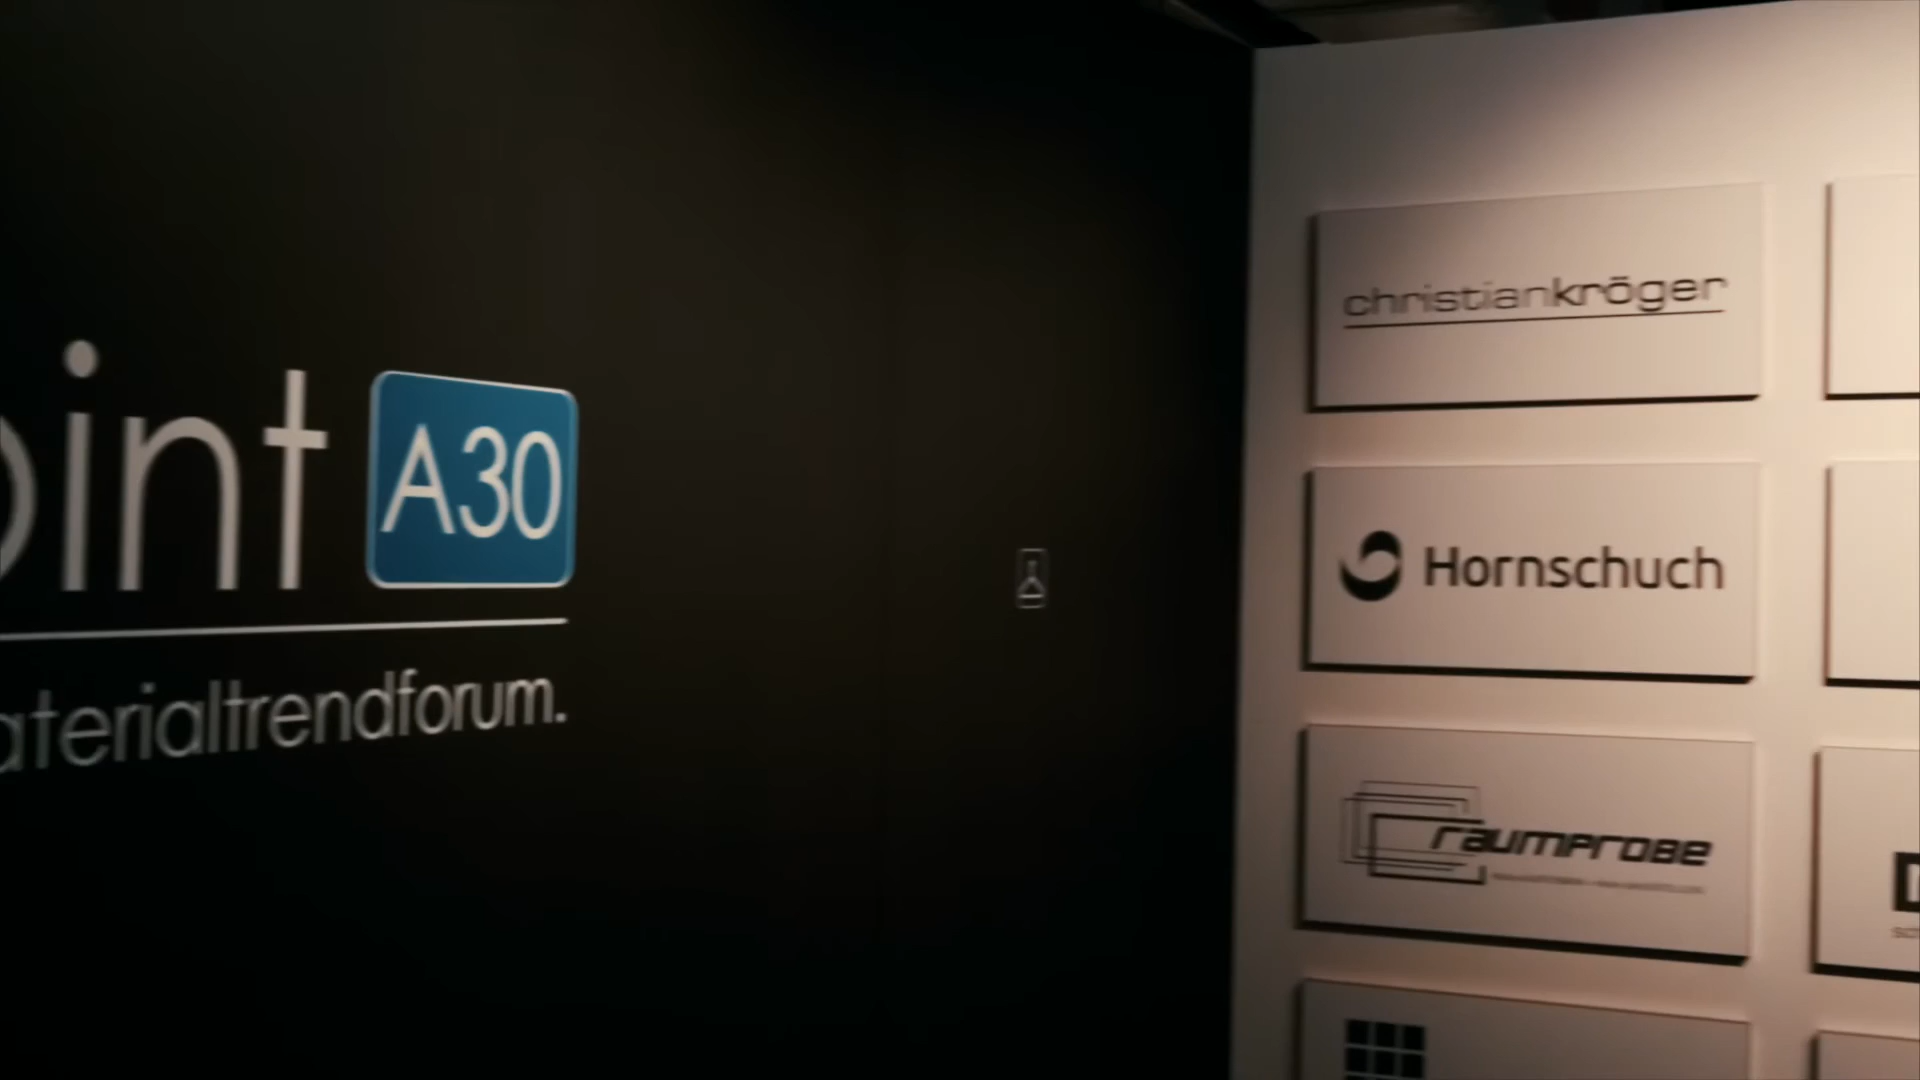 oint A30
aterialtrendforum.
christiankröger
Hornschuch
raumprobe